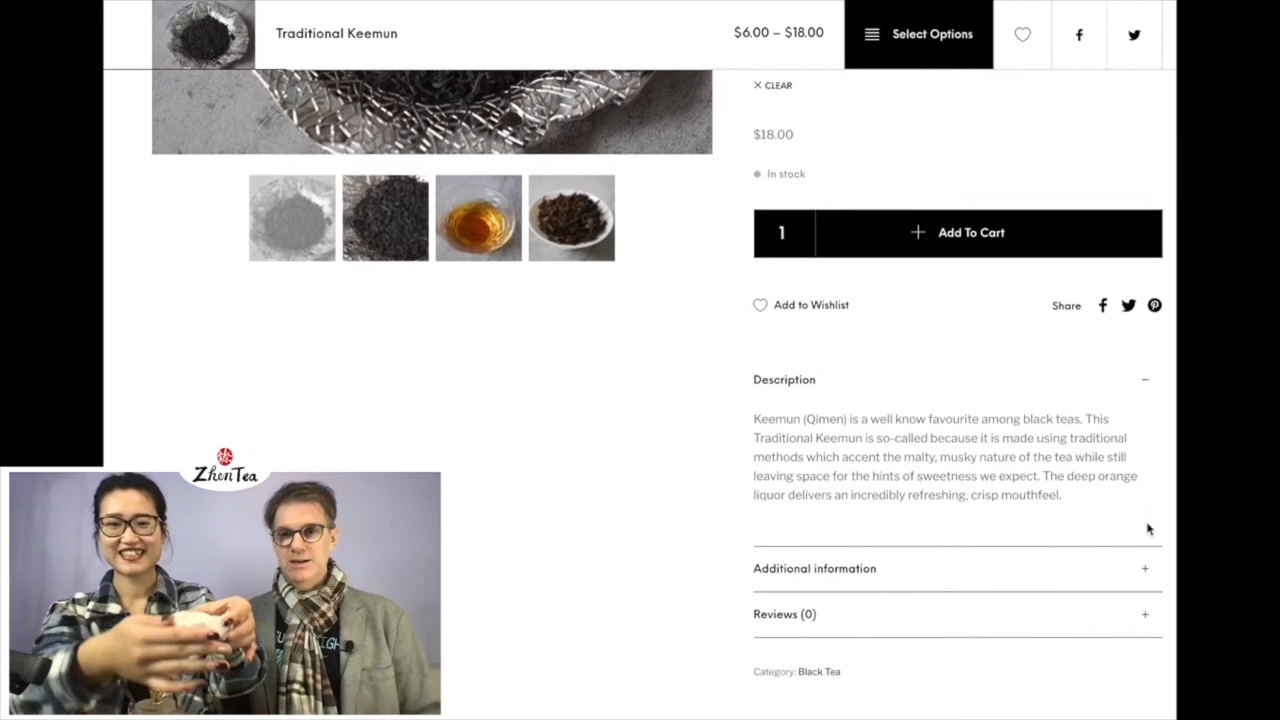 Traditional Keemun
$6.00 – $18.00
Select Options
CLEAR
$18.00
In stock
1
Add To Cart
Add to Wishlist
Share
Description
Keemun (Qimen) is a well know favourite among black teas. This
Traditional Keemun is so-called because it is made using traditional
methods which accent the malty, musky nature of the tea while still
leaving space for the hints of sweetness we expect. The deep orange
liquor delivers an incredibly refreshing, crisp mouthfeel.
Additional information
Reviews (0)
Category: Black Tea
ZhenTea